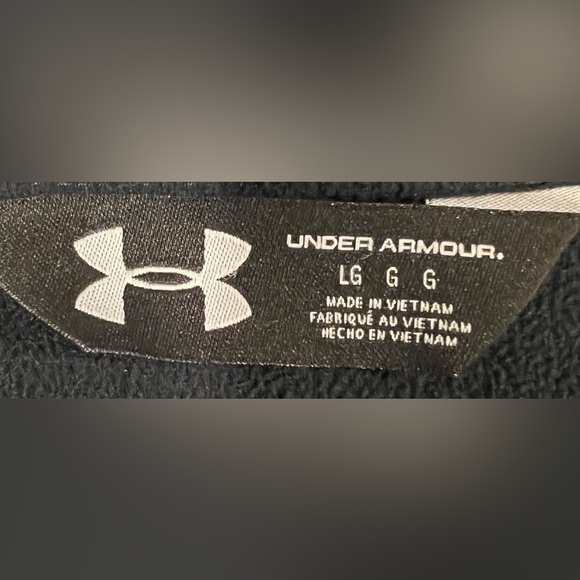 UNDER ARMOUR.
LG G G
MADE IN VIETNAM
FABRIQUÉ AU VIETNAM
HECHO EN VIETNAM